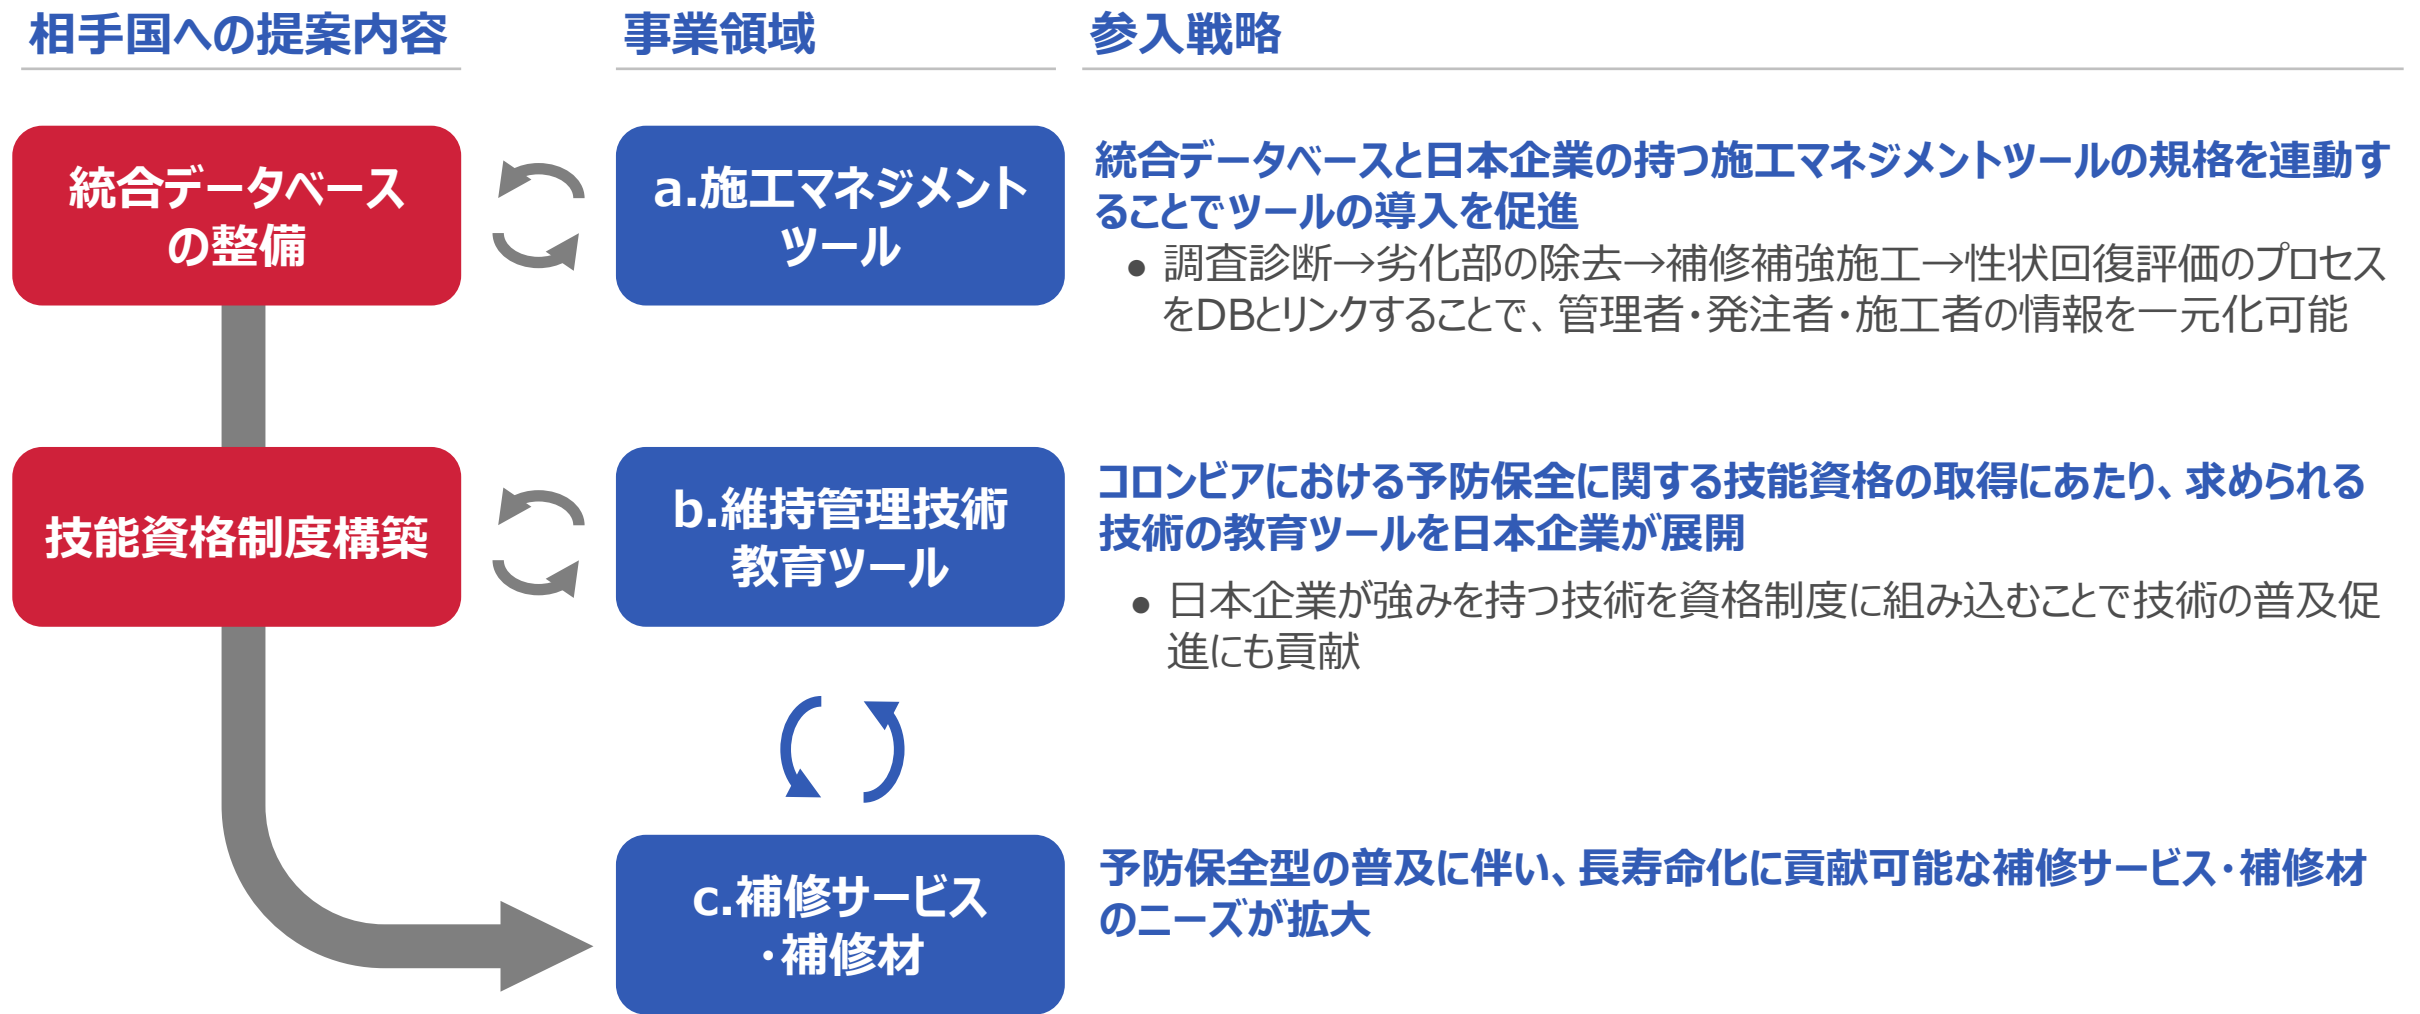 相手国への提案内容
事業領域
参入戦略
統合データベース
の整備
a.施工マネジメント
ツール
統合データベースと日本企業の持つ施工マネジメントツールの規格を連動す
ることでツールの導入を促進
● 調査診断→劣化部の除去→補修補強施工→性状回復評価のプロセス
をDBとリンクすることで、管理者・発注者・施工者の情報を一元化可能
技能資格制度構築
b.維持管理技術
教育ツール
コロンビアにおける予防保全に関する技能資格の取得にあたり、求められる
技術の教育ツールを日本企業が展開
● 日本企業が強みを持つ技術を資格制度に組み込むことで技術の普及促
進にも貢献
c.補修サービス
・補修材
予防保全型の普及に伴い、長寿命化に貢献可能な補修サービス・補修材
のニーズが拡大